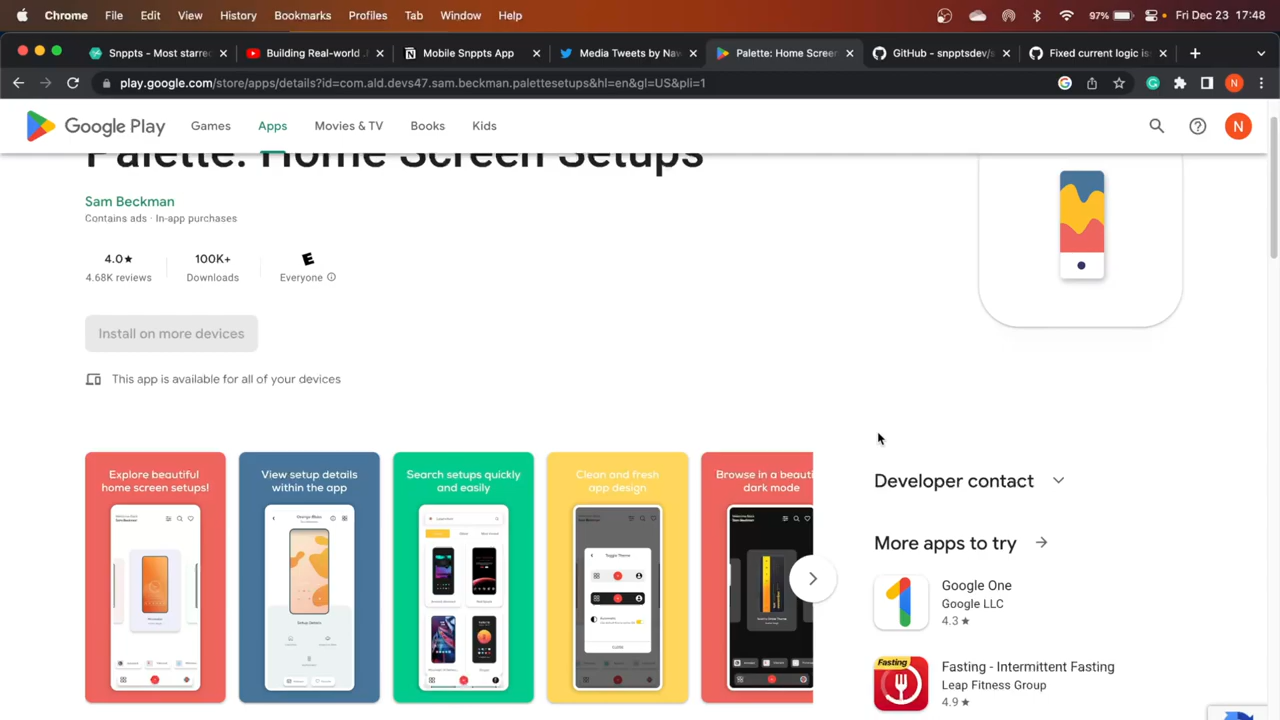 Chrome File Edit View History Bookmarks Profiles Tab Window Help 97% Fri Dec 23 17:48
Snppts - Most starre Building Real-world J Mobile Snppts App Media Tweets by Nav Palette: Home Screen GitHub - snpptsdev/s Fixed current logic is
play.google.com/store/apps/details?id=com.ald.devs47.sam.beckman.palettesetups&hl=en&gl=US&pli=1 N
Google Play Games Apps Movies & TV Books Kids N
Palette: Home Screen Setups
Sam Beckman
Contains ads · In-app purchases
4.0★ 100K+ E
4.68K reviews Downloads Everyone
Install on more devices
This app is available for all of your devices
Explore beautiful
home screen setups!
View setup details
within the app
Search setups quickly
and easily
Clean and fresh
app design
Browse in a beauti
dark mode
Developer contact
More apps to try
Google One
Google LLC
4.3★
Fasting
Fasting - Intermittent Fasting
Leap Fitness Group
4.9★